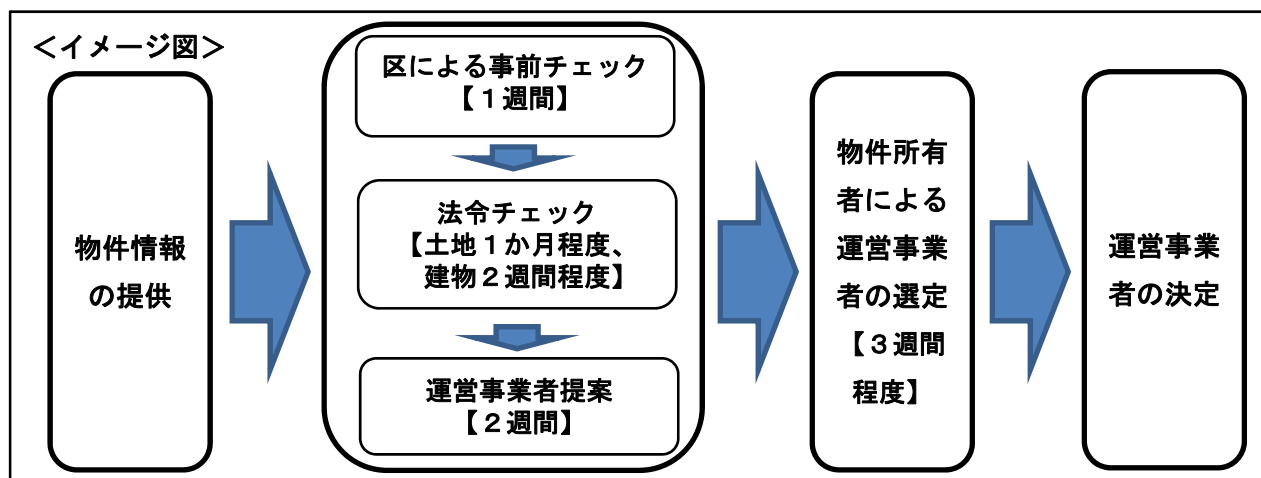 ＜イメージ図＞
物件情報
の提供
区による事前チェック
【１週間】
法令チェック
【土地１か月程度、
建物２週間程度】
運営事業者提案
【２週間】
物件所有
者による
運営事業
者の選定
【３週間
程度】
運営事業
者の決定